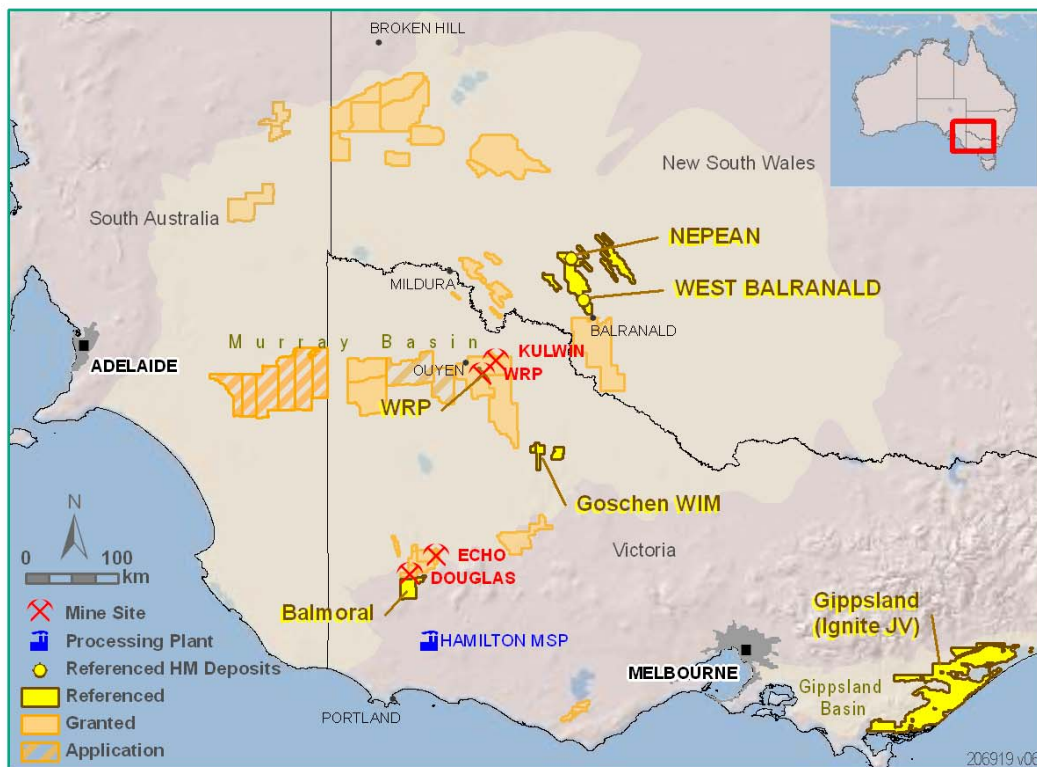 BROKEN HILL
New South Wales
South Australia
NEPEAN
MILDURA
WEST BALRANALD
BALRANALD
Murray Basin
ADELAIDE
OUYEN
KULWIN
WRP
WRP
Goschen WIM
N
Victoria
ECHO
DOUGLAS
0 100
km
Balmoral
Gippsland
(Ignite JV)
Mine Site
Processing Plant
HAMILTON MSP
Referenced HM Deposits
MELBOURNE
Referenced
Gippsland
Basin
Granted
PORTLAND
Application
206919 v06